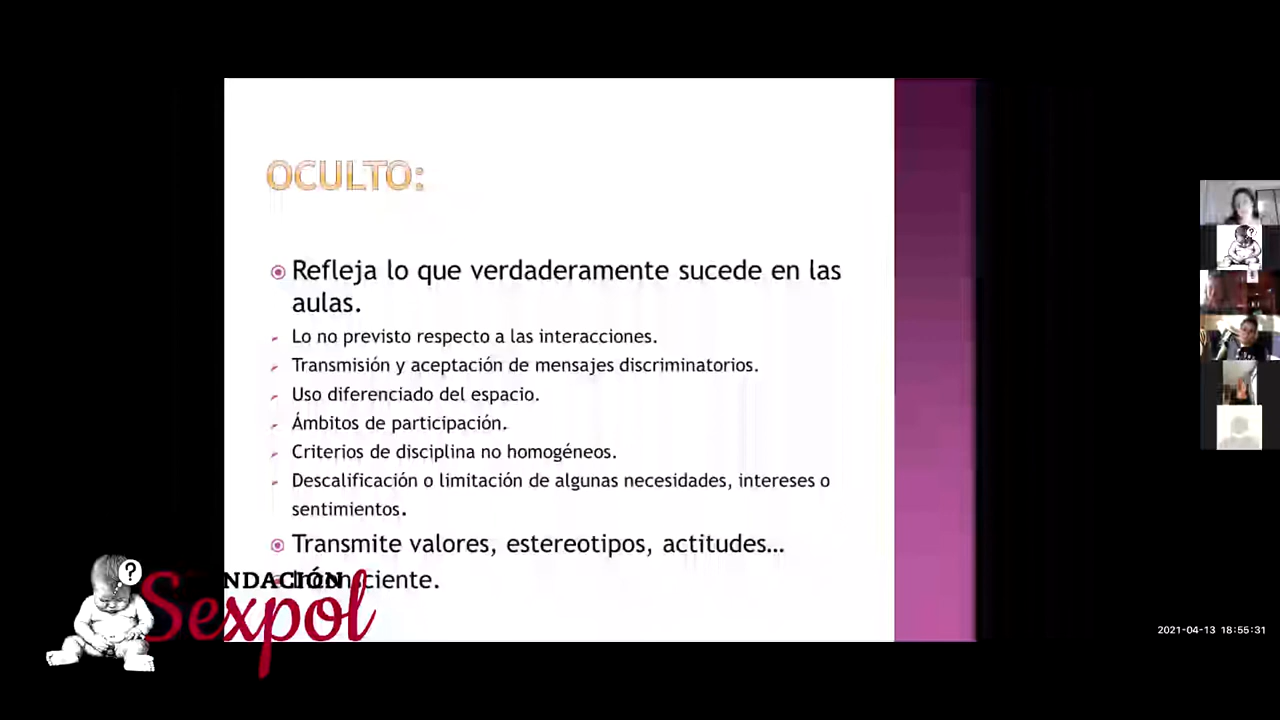 OCULTO:
Refleja lo que verdaderamente sucede en las
aulas.
Lo no previsto respecto a las interacciones.
Transmisión y aceptación de mensajes discriminatorios.
Uso diferenciado del espacio.
Ámbitos de participación.
Criterios de disciplina no homogéneos.
Descalificación o limitación de algunas necesidades, intereses o
sentimientos.
Transmite valores, estereotipos, actitudes…
Inconsciente.
NDACIÓN
Sexpol
?
2021-04-13 18:55:31